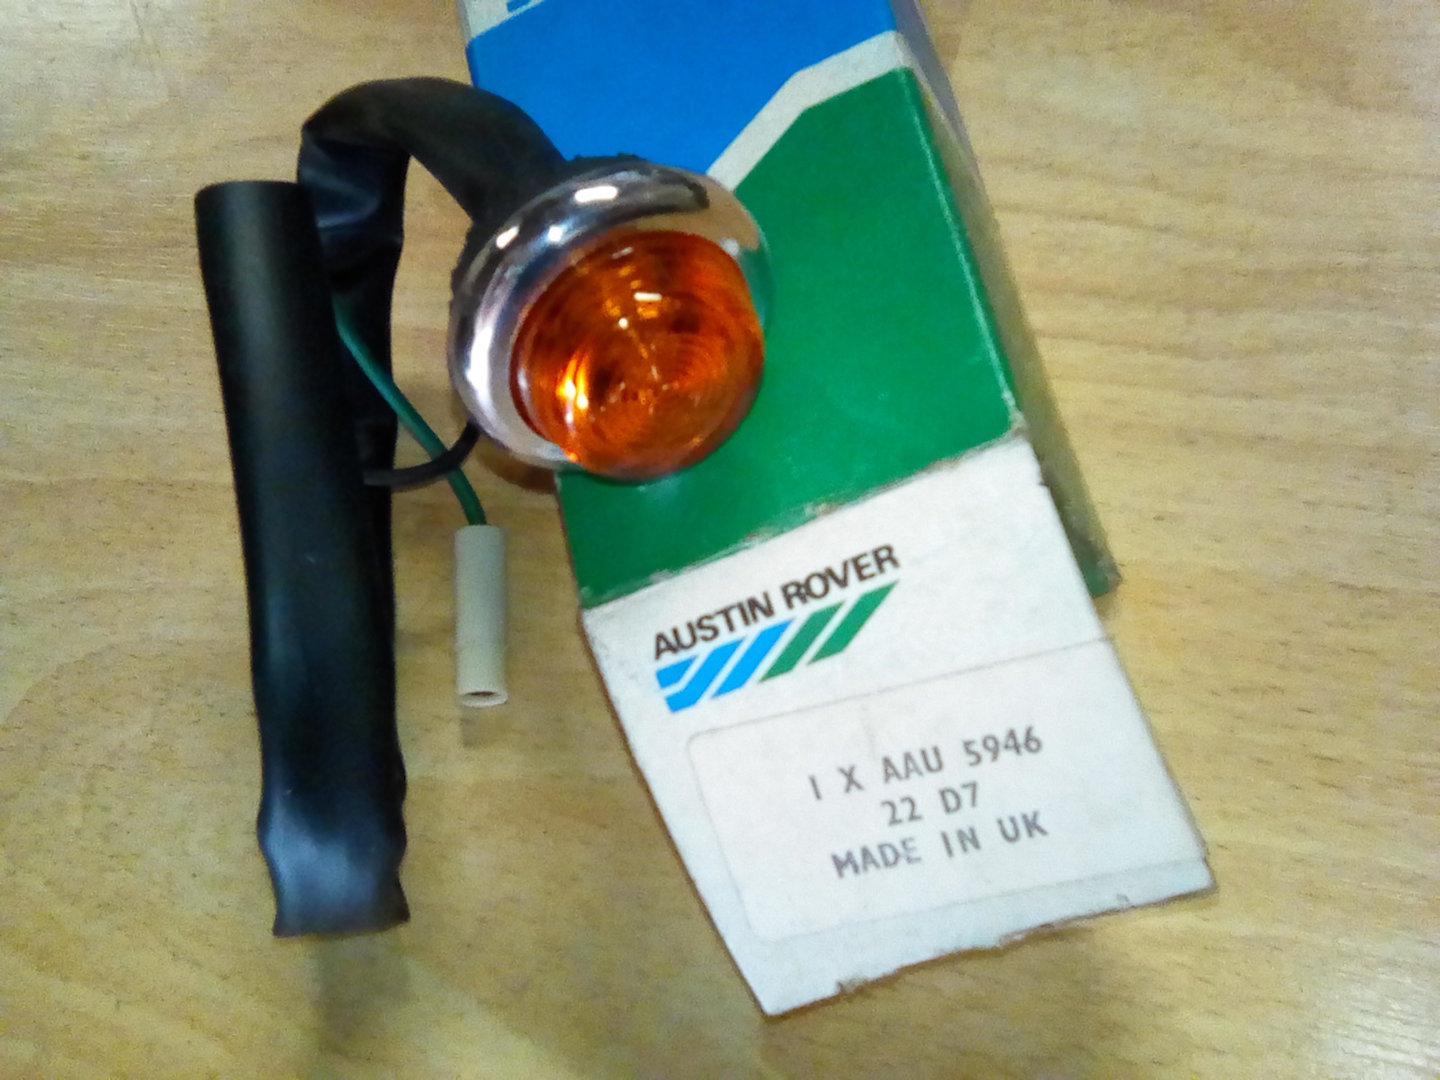 AUSTIN ROVER
1 X AAU 5946
22 D7
MADE IN UK